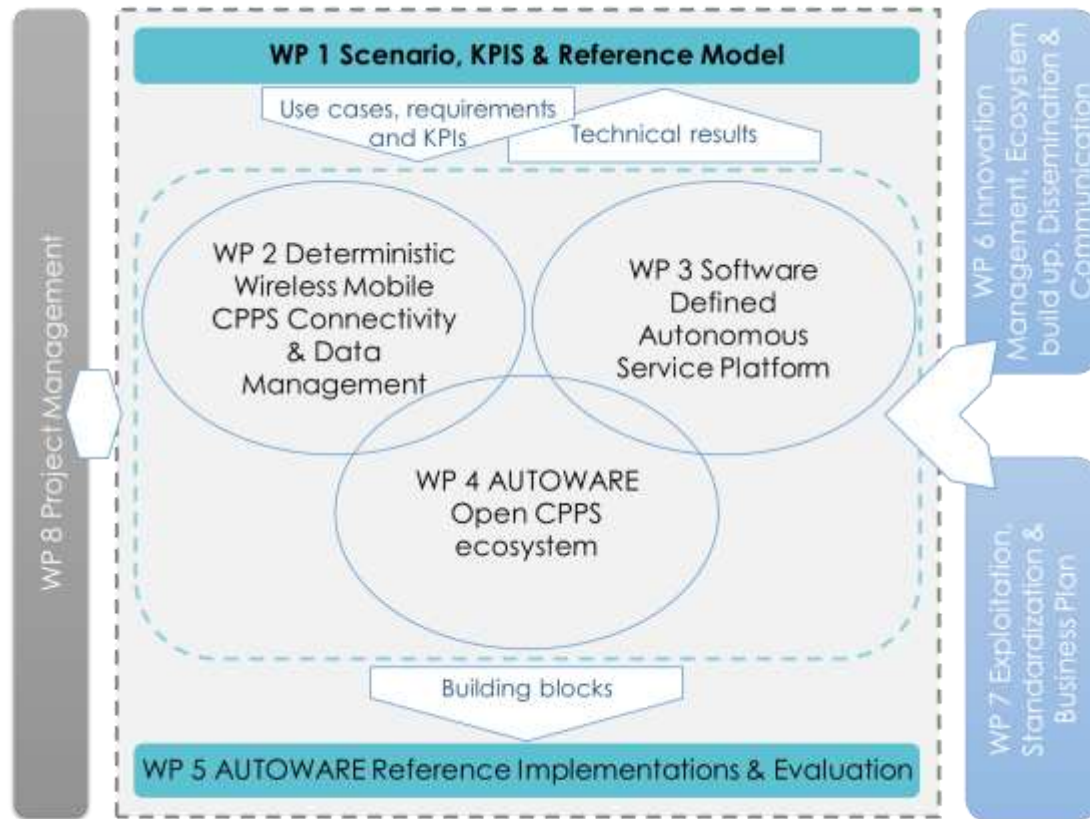 WP 1 Scenario, KPIS & Reference Model
Use cases, requirements
and KPIs
Technical results
WP 2 Deterministic
Wireless Mobile
CPPS Connectivity
& Data
Management
WP 3 Software
Defined
Autonomous
Service Platform
WP 4 AUTOWARE
Open CPPS
ecosystem
Building blocks
WP 5 AUTOWARE Reference Implementations & Evaluation
WP 8 Project Management
WP 6 Innovation
Management, Ecosystem
build up. Dissemination &
Communication
WP 7 Exploitation,
Standardization &
Business Plan